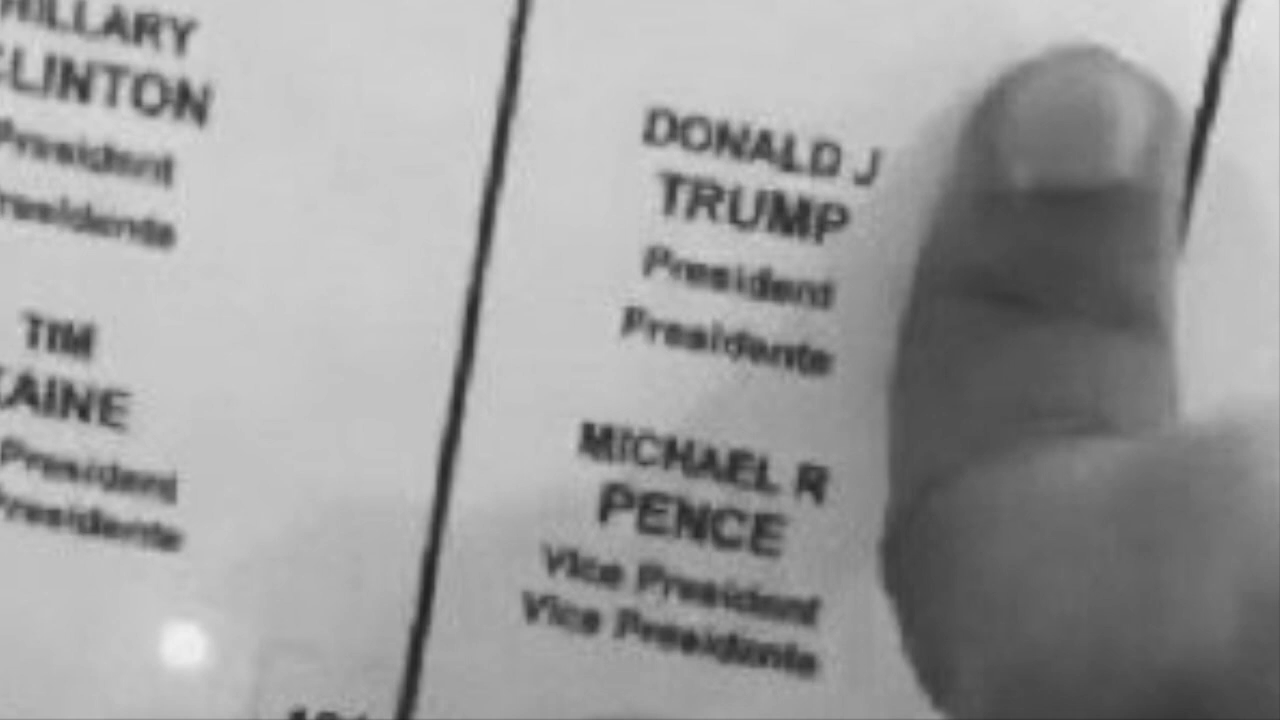 HILLARY
CLINTON
President
Presidente
TIM
KAINE
President
Presidente
DONALD J
TRUMP
President
Presidente
MICHAEL R
PENCE
Vice President
Vice Presidente